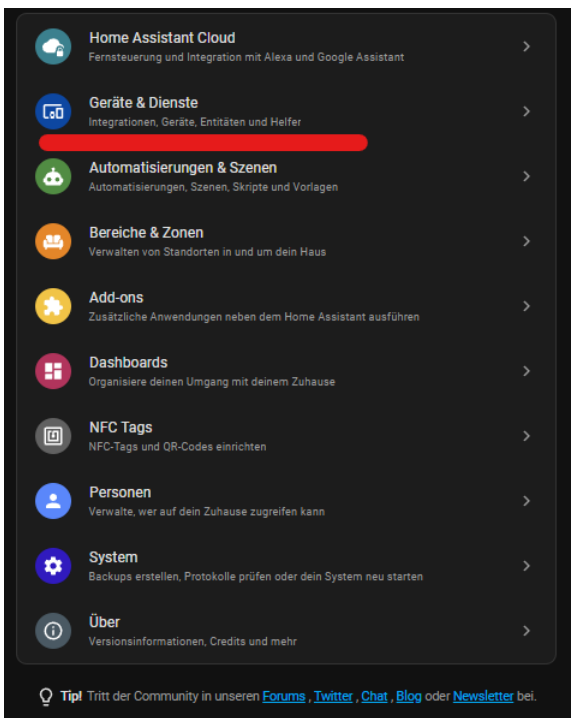 Home Assistant Cloud
Fernsteuerung und Integration mit Alexa und Google Assistant
Geräte & Dienste
Integrationen, Geräte, Entitäten und Helfer
Automatisierungen & Szenen
Automatisierungen, Szenen, Skripte und Vorlagen
Bereiche & Zonen
Verwalten von Standorten in und um dein Haus
Add-ons
Zusätzliche Anwendungen neben dem Home Assistant ausführen
Dashboards
Organisiere deinen Umgang mit deinem Zuhause
NFC Tags
NFC-Tags und QR-Codes einrichten
Personen
Verwalte, wer auf dein Zuhause zugreifen kann
System
Backups erstellen, Protokolle prüfen oder dein System neu starten
Über
Versionsinformationen, Credits und mehr
Tip! Tritt der Community in unseren Forums , Twitter , Chat , Blog oder Newsletter bei.